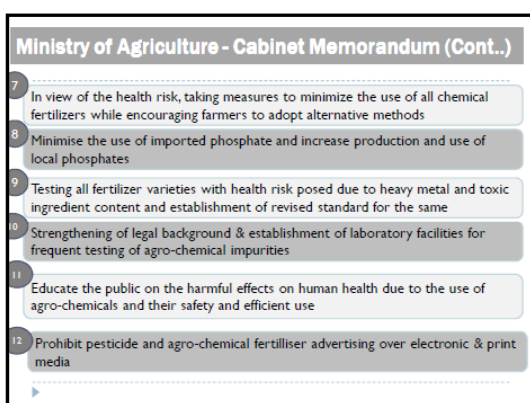 Ministry of Agriculture - Cabinet Memorandum (Cont..)
7
In view of the health risk, taking measures to minimize the use of all chemical
fertilizers while encouraging farmers to adopt alternative methods
8
Minimise the use of imported phosphate and increase production and use of
local phosphates
9
Testing all fertilizer varieties with health risk posed due to heavy metal and toxic
ingredient content and establishment of revised standard for the same
10
Strengthening of legal background & establishment of laboratory facilities for
frequent testing of agro-chemical impurities
11
Educate the public on the harmful effects on human health due to the use of
agro-chemicals and their safety and efficient use
12
Prohibit pesticide and agro-chemical fertilliser advertising over electronic & print
media